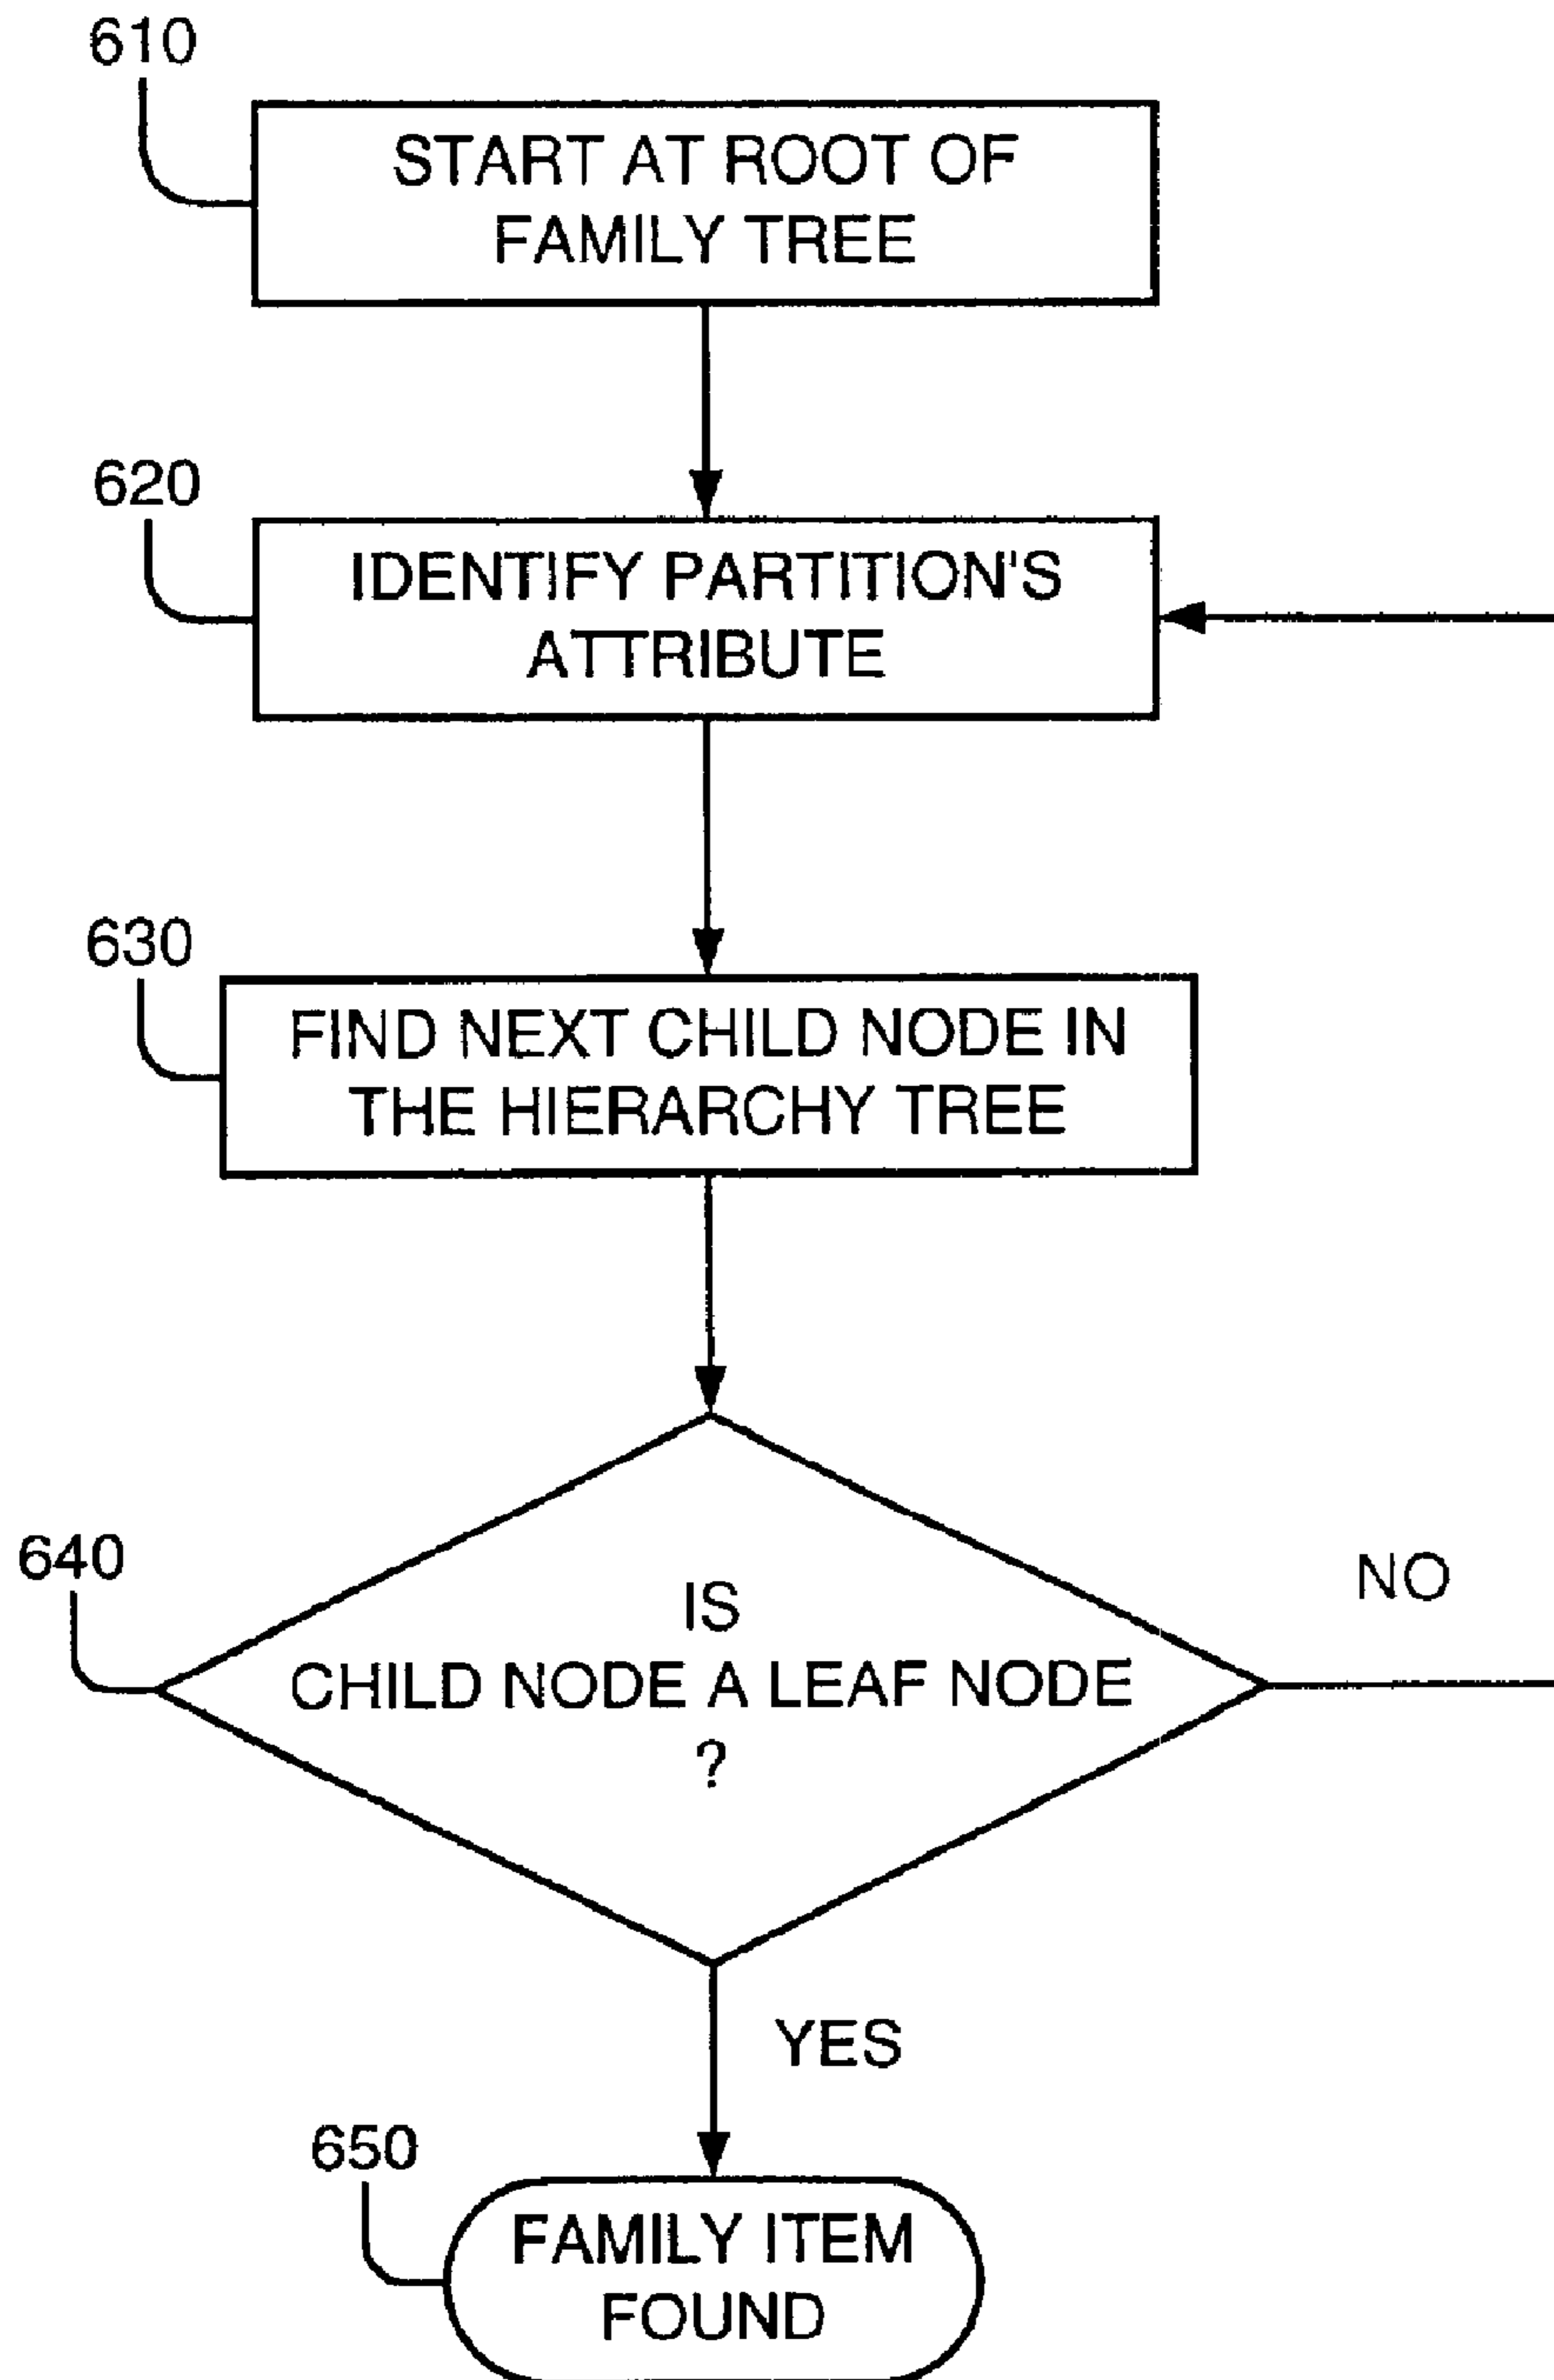 610
START AT ROOT OF
FAMILY TREE
620
IDENTIFY PARTITION'S
ATTRIBUTE
630
FIND NEXT CHILD NODE IN
THE HIERARCHY TREE
640
IS
CHILD NODE A LEAF NODE
?
NO
YES
650
FAMILY ITEM
FOUND